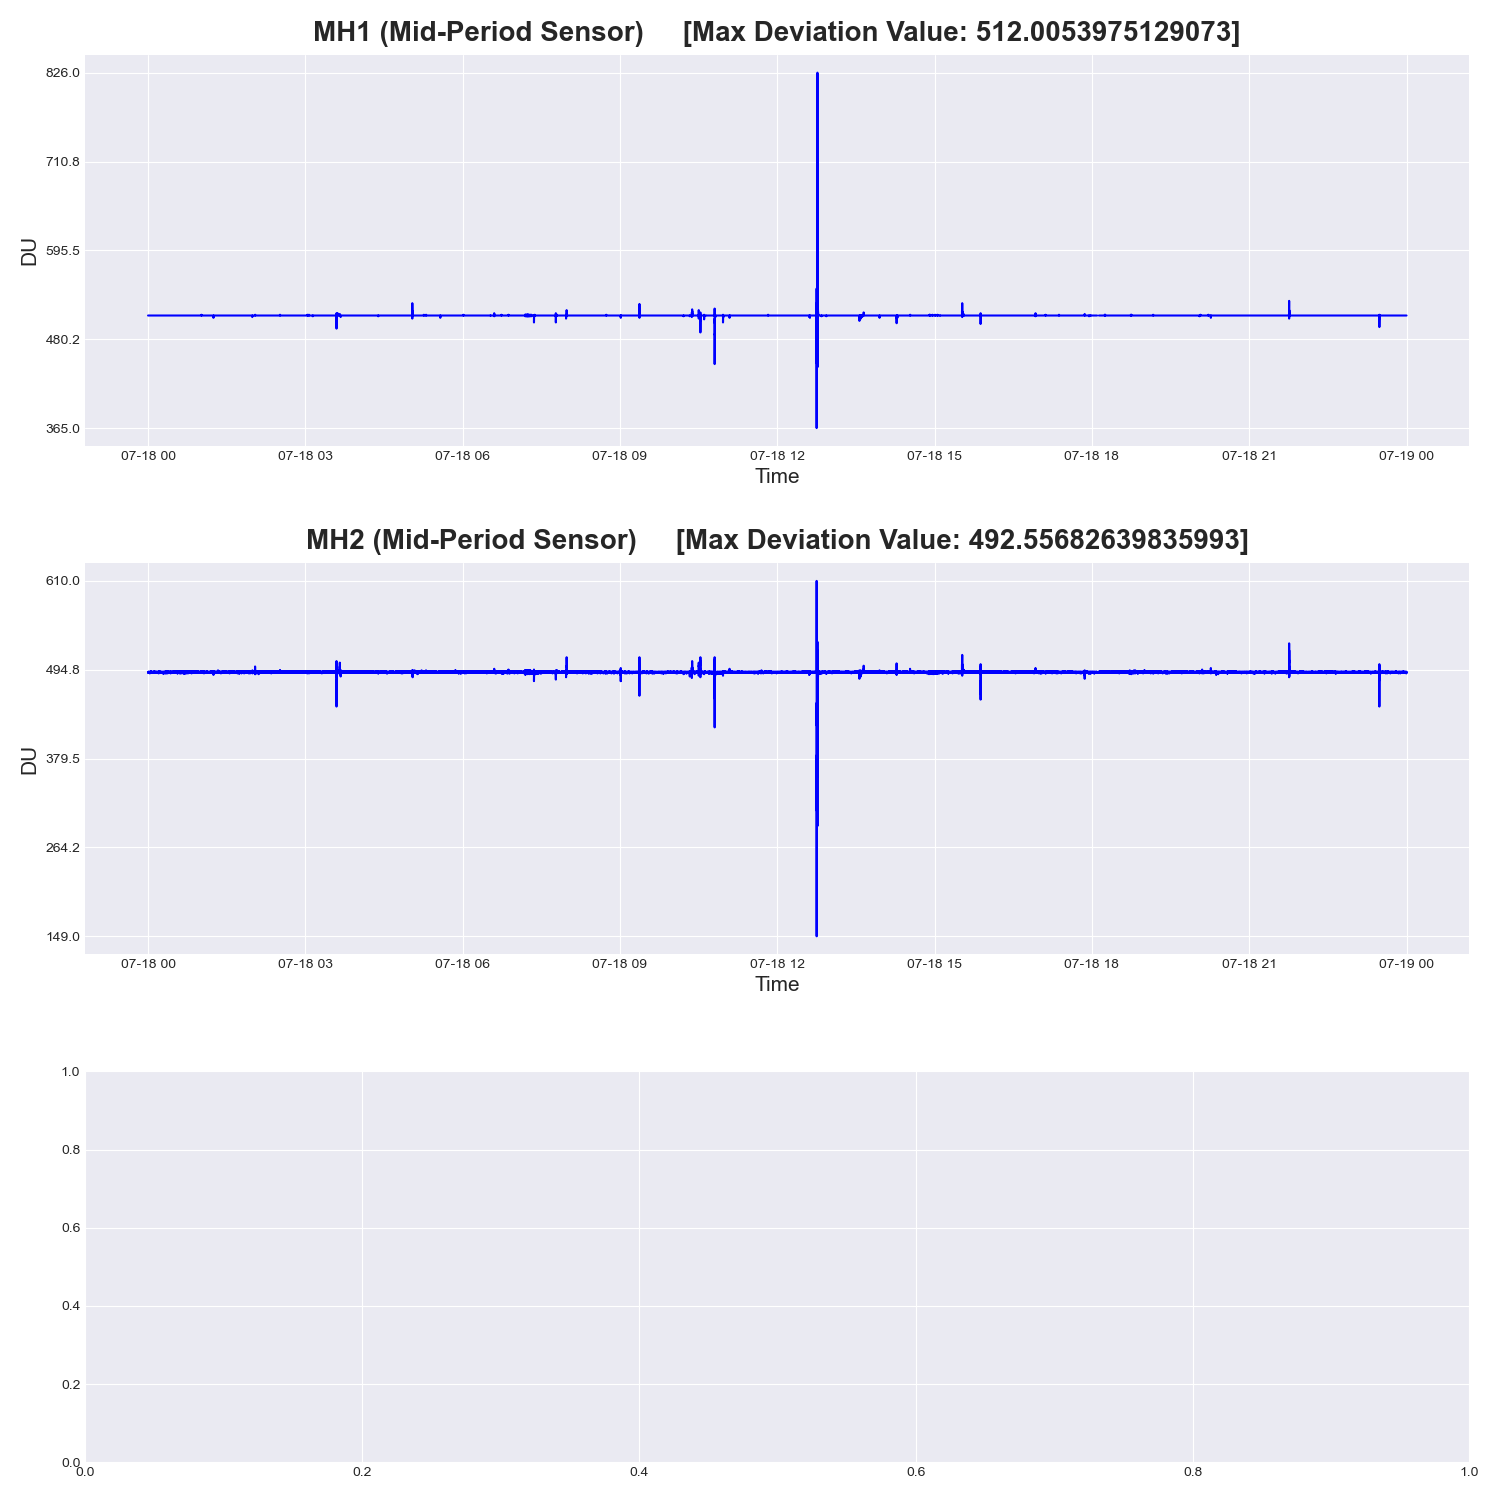 MH1 (Mid-Period Sensor) [Max Deviation Value: 512.0053975129073]
826.0
710.8
595.5
480.2
365.0
DU
07-18 00 07-18 03 07-18 06 07-18 09 07-18 12 07-18 15 07-18 18 07-18 21 07-19 00
Time
MH2 (Mid-Period Sensor) [Max Deviation Value: 492.55682639835993]
610.0
494.8
379.5
264.2
149.0
DU
07-18 00 07-18 03 07-18 06 07-18 09 07-18 12 07-18 15 07-18 18 07-18 21 07-19 00
Time
1.0
0.8
0.6
0.4
0.2
0.0
0.0 0.2 0.4 0.6 0.8 1.0